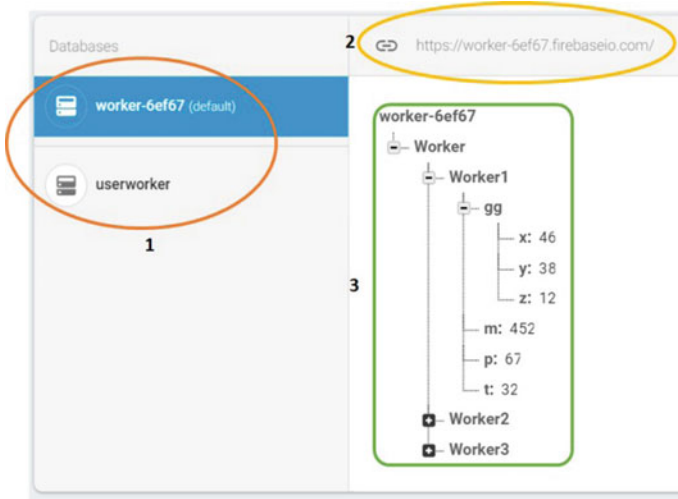 Databases
worker-6ef67 (default)
userworker
1
2
https://worker-6ef67.firebaseio.com/
3
worker-6ef67
Worker
Worker1
gg
x: 46
y: 38
z: 12
m: 452
p: 67
t: 32
Worker2
Worker3